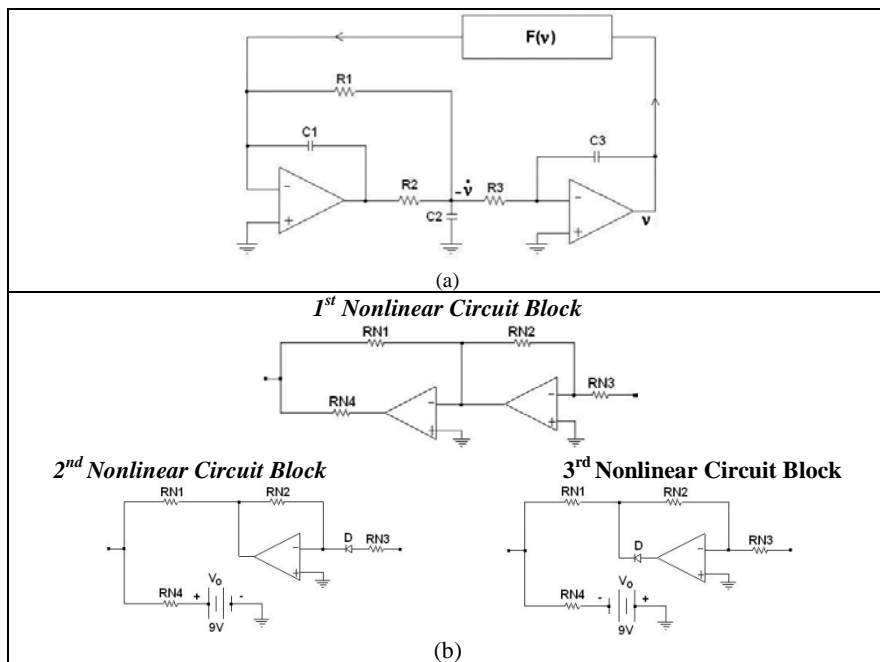 F(ν)
R1
C1
C3
R2
-ν̇
R3
C2
ν
-
+
-
+
(a)
1st Nonlinear Circuit Block
RN1
RN2
RN3
RN4
-
+
-
+
2nd Nonlinear Circuit Block
3rd Nonlinear Circuit Block
RN1
RN2
D
RN3
-
+
RN4
Vo
+
-
9V
RN1
RN2
D
RN3
-
+
RN4
Vo
-
+
9V
(b)